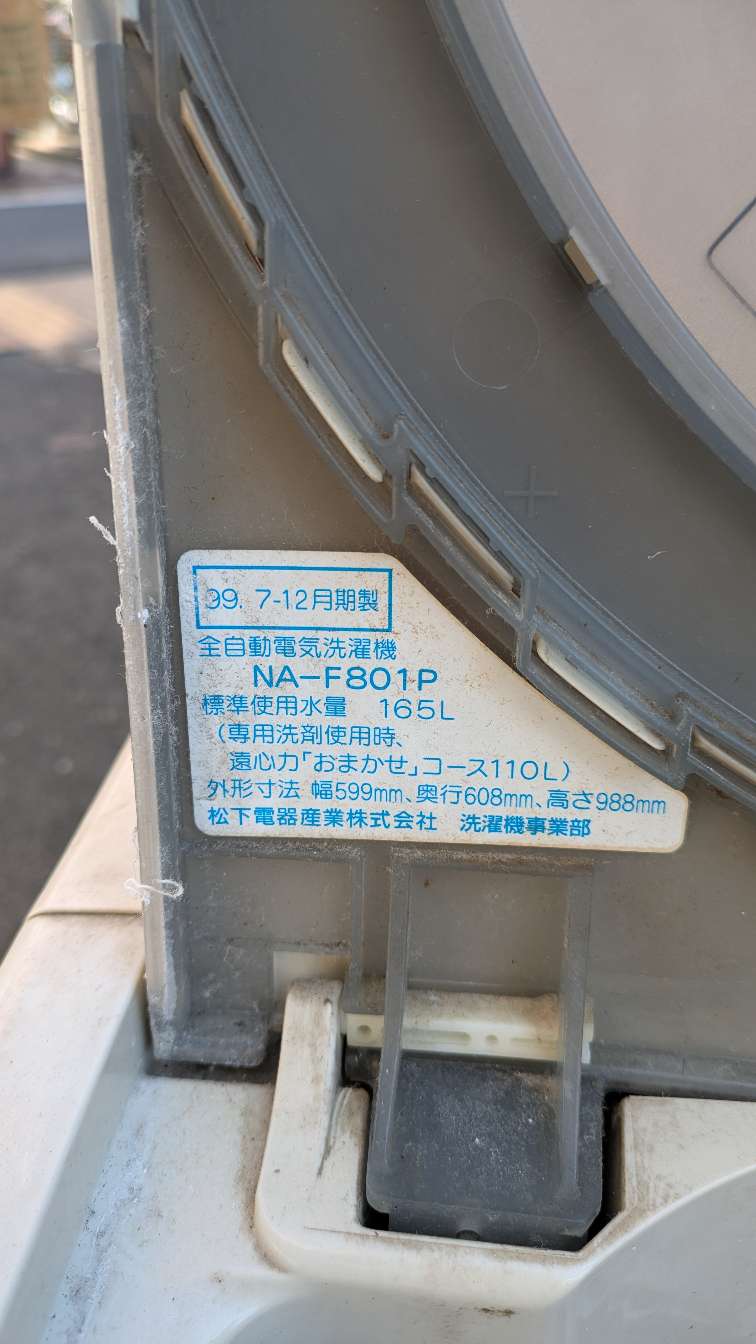 99. 7-12月期製
全自動電気洗濯機
NA-F801P
標準使用水量 165L
(専用洗剤使用時、
遠心力「おまかせ」コース110L)
外形寸法 幅599mm、奥行608mm、高さ988mm
松下電器産業株式会社 洗濯機事業部